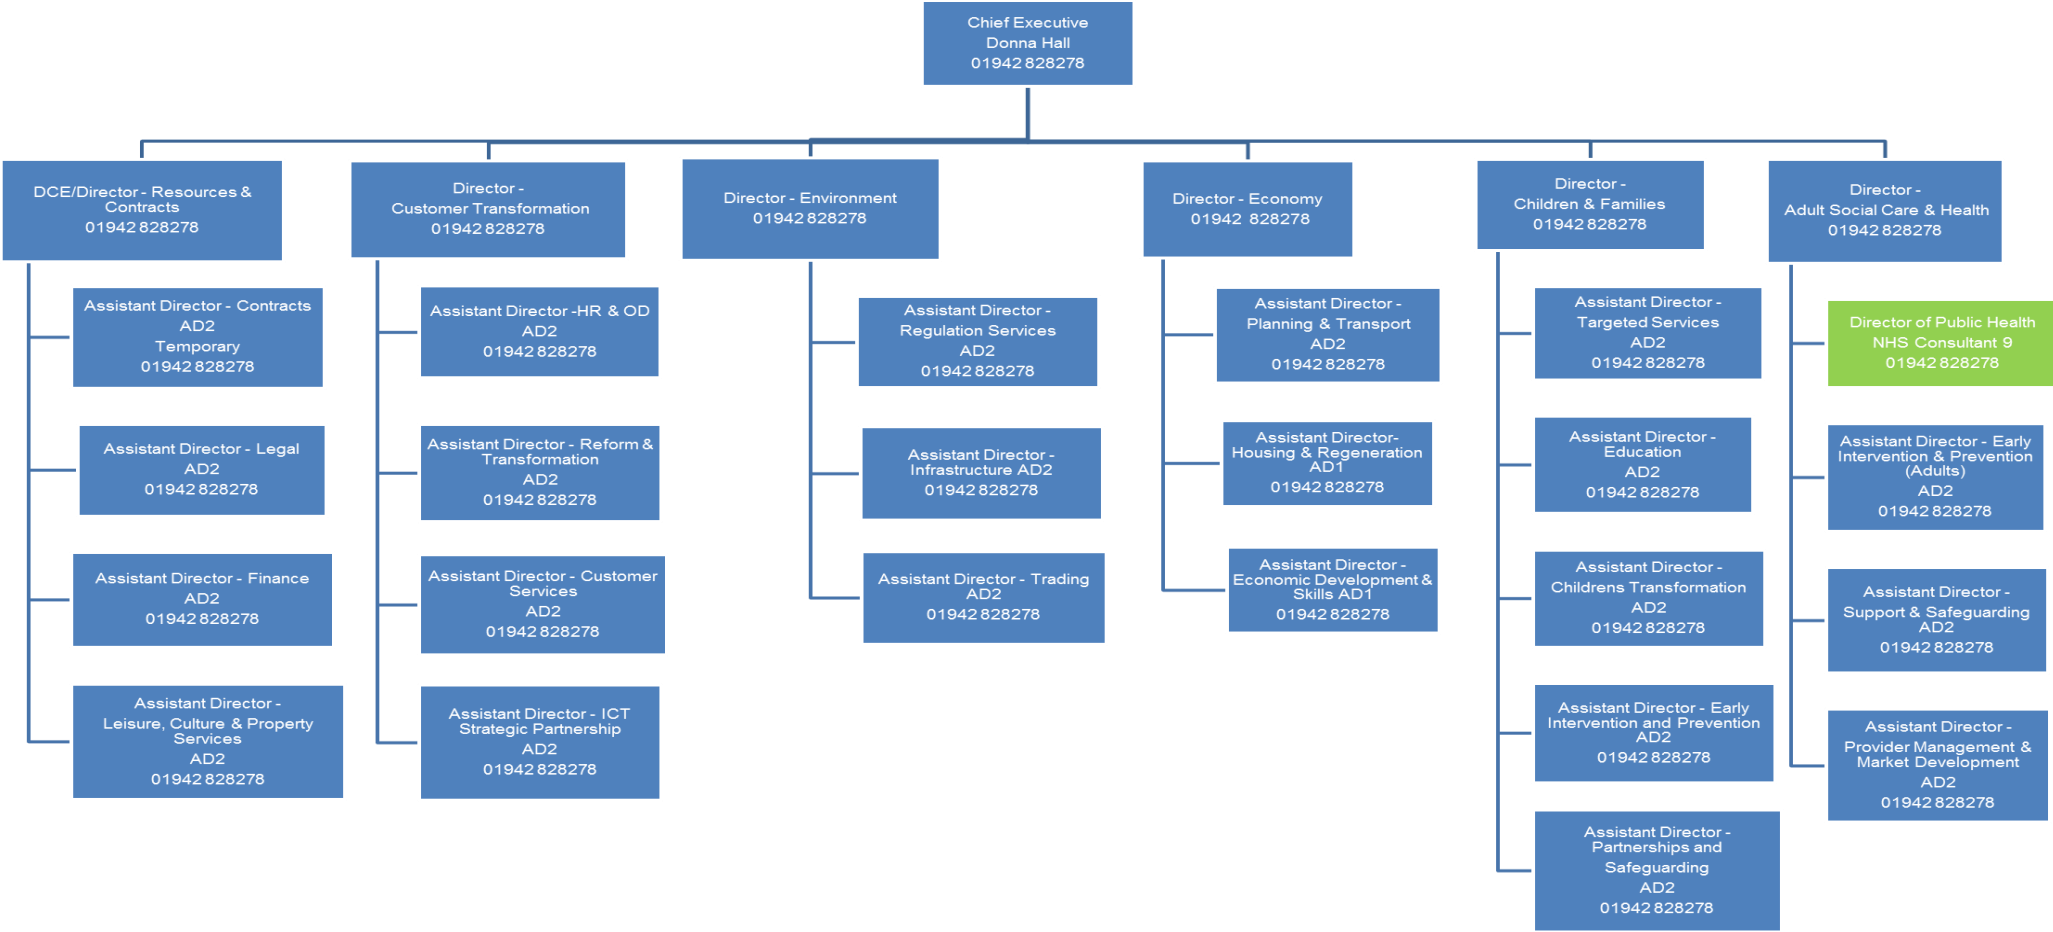 Chief Executive
Donna Hall
01942 828278
DCE/Director - Resources &
Contracts
01942 828278
Assistant Director - Contracts
AD2
Temporary
01942 828278
Assistant Director - Legal
AD2
01942 828278
Assistant Director - Finance
AD2
01942 828278
Assistant Director -
Leisure, Culture & Property
Services
AD2
01942 828278
Director -
Customer Transformation
01942 828278
Assistant Director -HR & OD
AD2
01942 828278
Assistant Director - Reform &
Transformation
AD2
01942 828278
Assistant Director - Customer
Services
AD2
01942 828278
Assistant Director - ICT
Strategic Partnership
AD2
01942 828278
Director - Environment
01942 828278
Assistant Director -
Regulation Services
AD2
01942 828278
Assistant Director -
Infrastructure AD2
01942 828278
Assistant Director - Trading
AD2
01942 828278
Director - Economy
01942 828278
Assistant Director -
Planning & Transport
AD2
01942 828278
Assistant Director-
Housing & Regeneration
AD1
01942 828278
Assistant Director -
Economic Development &
Skills AD1
01942 828278
Director -
Children & Families
01942 828278
Assistant Director -
Targeted Services
AD2
01942 828278
Assistant Director -
Education
AD2
01942 828278
Assistant Director -
Childrens Transformation
AD2
01942 828278
Assistant Director - Early
Intervention and Prevention
AD2
01942 828278
Assistant Director -
Partnerships and
Safeguarding
AD2
01942 828278
Director -
Adult Social Care & Health
01942 828278
Director of Public Health
NHS Consultant 9
01942 828278
Assistant Director - Early
Intervention & Prevention
(Adults)
AD2
01942 828278
Assistant Director -
Support & Safeguarding
AD2
01942 828278
Assistant Director -
Provider Management &
Market Development
AD2
01942 828278